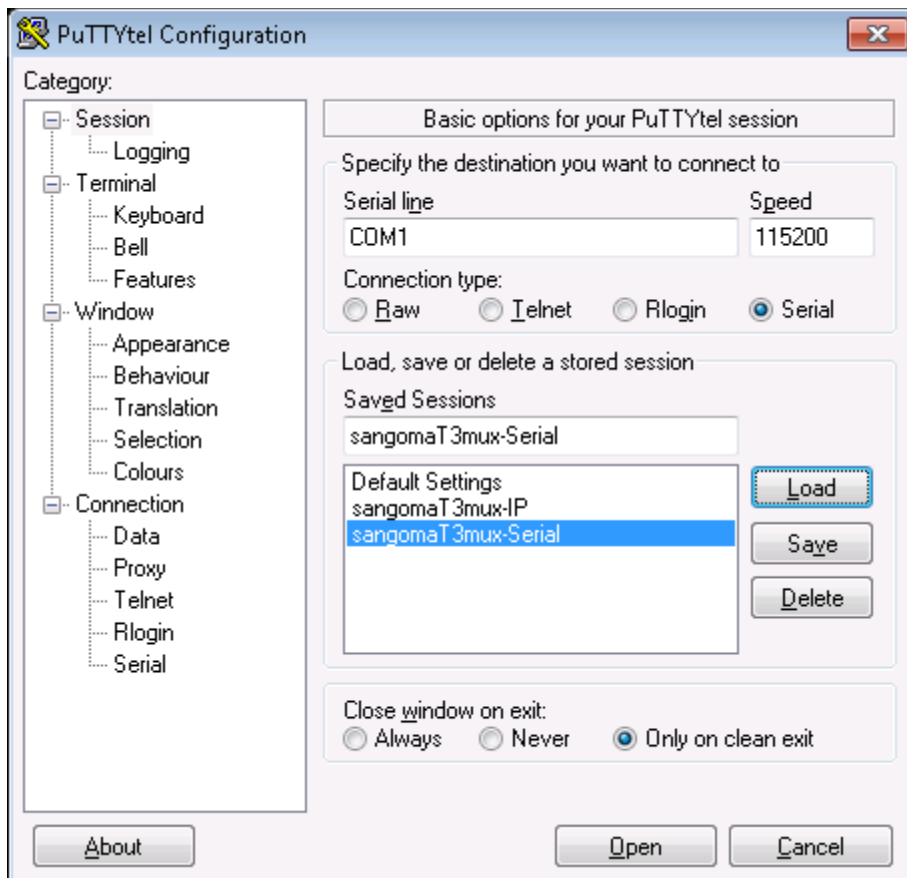 PuTTYtel Configuration
Category:
Session
Logging
Terminal
Keyboard
Bell
Features
Window
Appearance
Behaviour
Translation
Selection
Colours
Connection
Data
Proxy
Telnet
Rlogin
Serial
Basic options for your PuTTYtel session
Specify the destination you want to connect to
Serial line Speed
COM1 115200
Connection type:
Raw Telnet Rlogin Serial
Load, save or delete a stored session
Saved Sessions
sangomaT3mux-Serial
Default Settings
sangomaT3mux-IP
sangomaT3mux-Serial
Load
Save
Delete
Close window on exit:
Always Never Only on clean exit
About Open Cancel